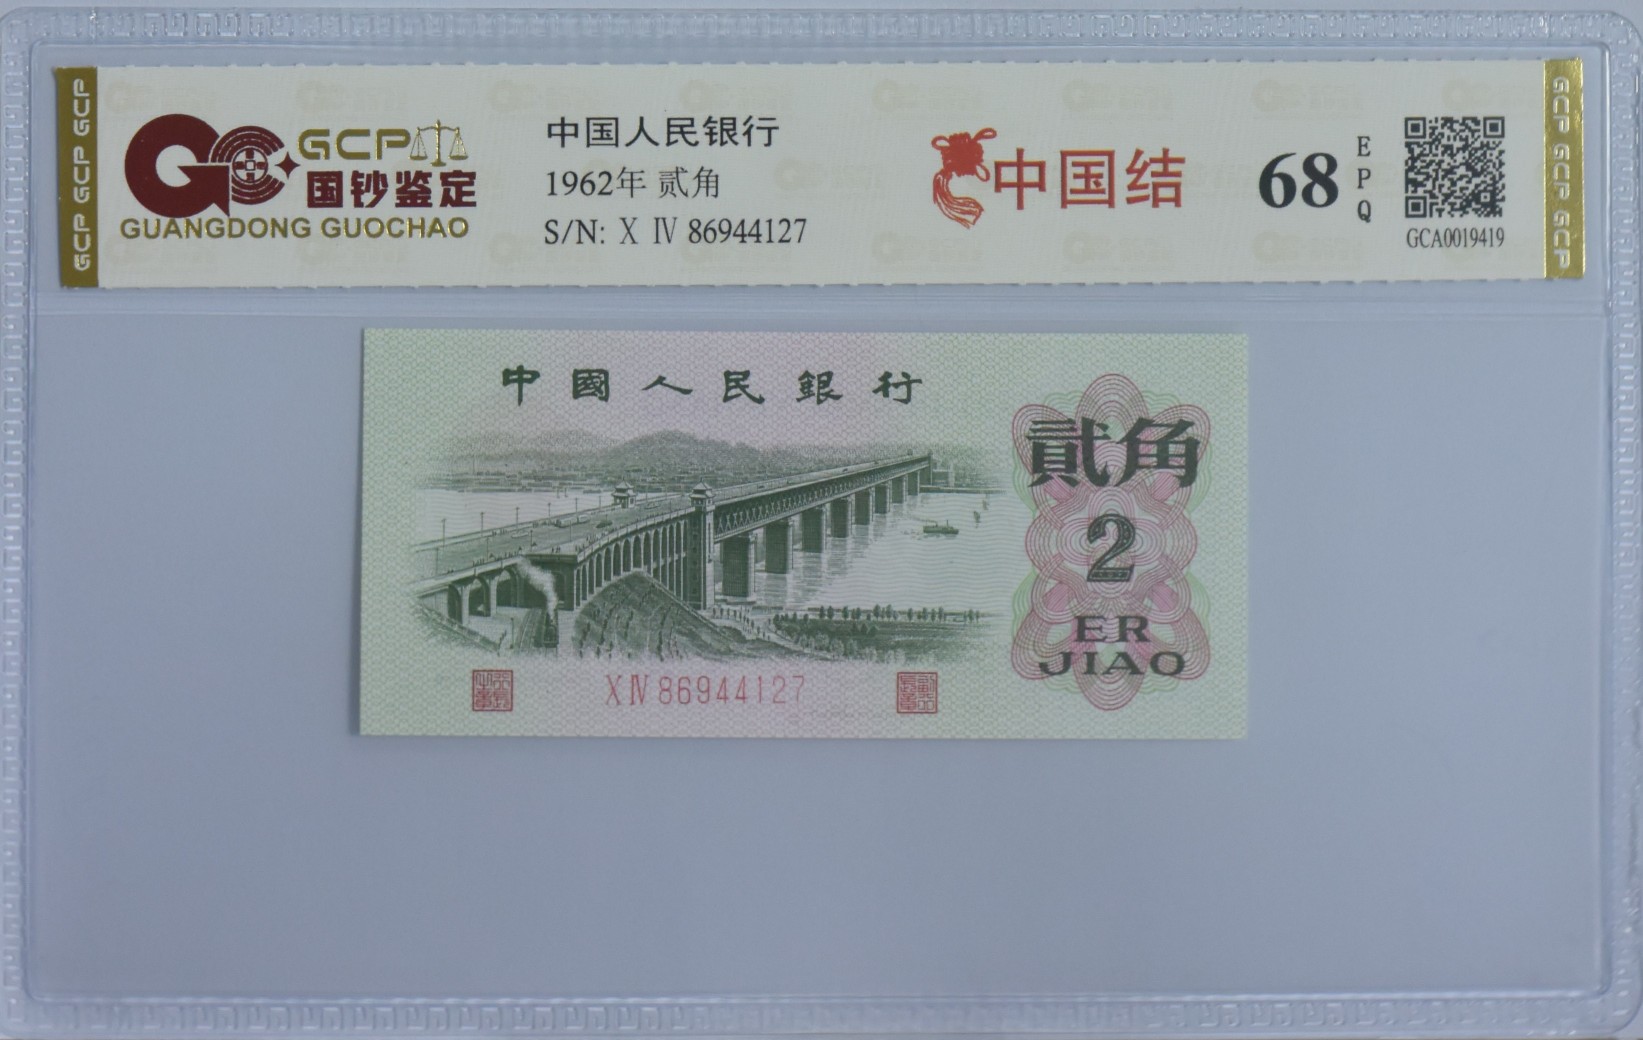 GCP GCP GCP
GCP
国钞鉴定
GUANGDONG GUOCHAO
中国人民银行
1962年 贰角
S/N: X IV 86944127
中国结
68
EPQ
GCA0019419
GCP GCP GCP
中國人民銀行
貳角
2
ER
JIAO
X IV 86944127